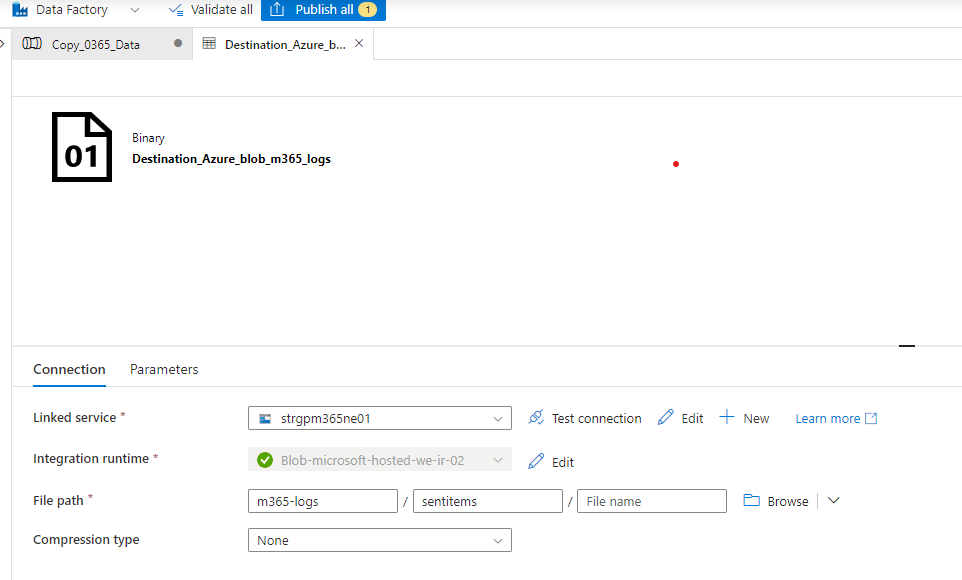 Data Factory Validate all Publish all 1
Copy_0365_Data Destination_Azure_b...
01
Binary
Destination_Azure_blob_m365_logs
Connection Parameters
Linked service * strgpm365ne01 Test connection Edit New Learn more
Integration runtime * Blob-microsoft-hosted-we-ir-02 Edit
File path * m365-logs / sentitems / File name Browse
Compression type None